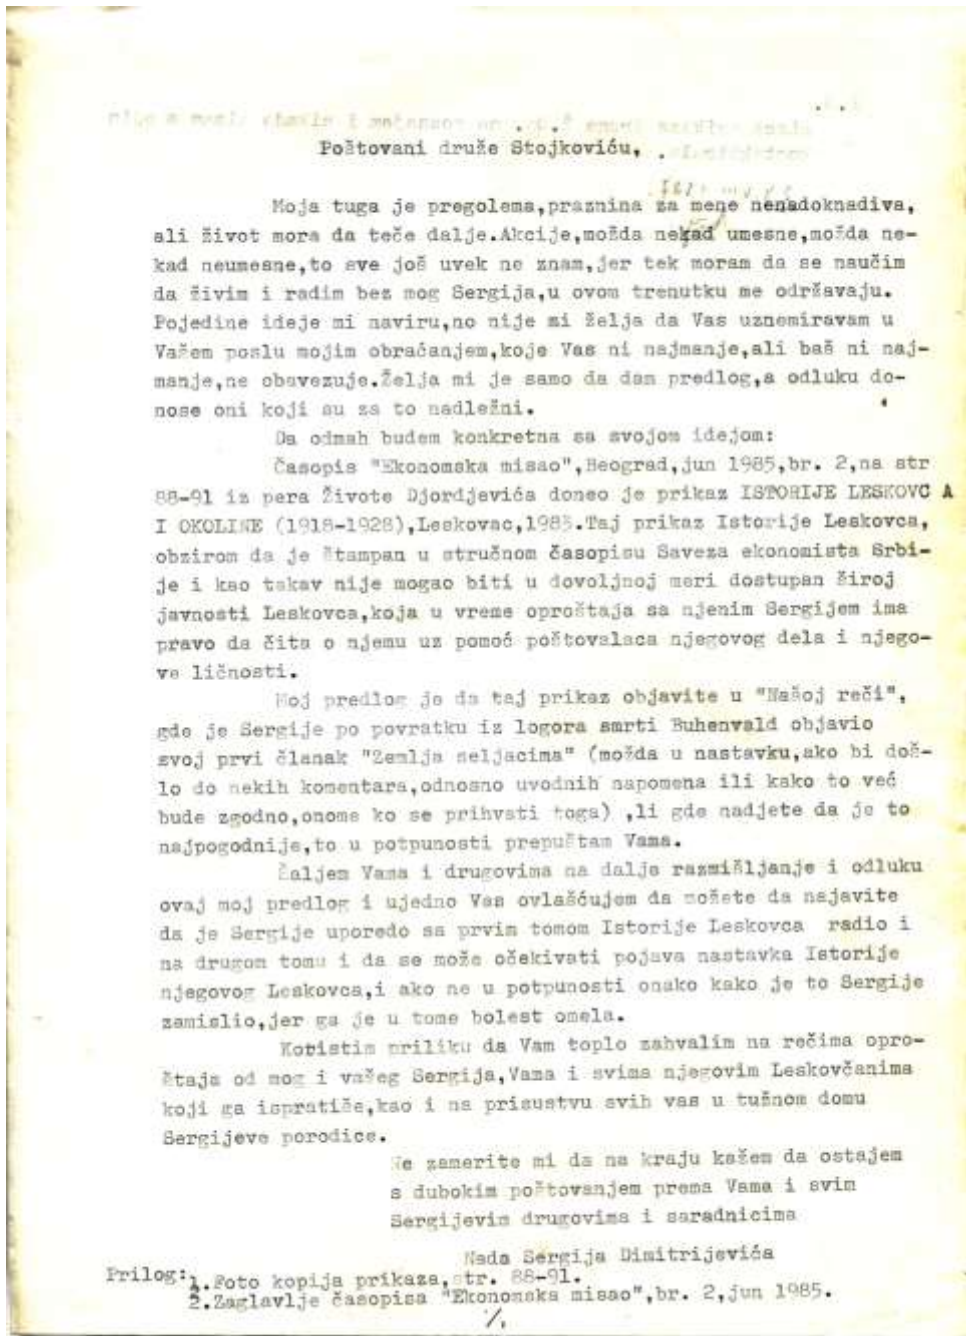 Poštovani druže Stojkoviću,
Moja tuga je pregolema,praznina za mene nenadoknadiva,
ali život mora da teče dalje.Akcije,možda nekad umesne,možda ne-
kad neumesne,to sve još uvek ne znam,jer tek moram da se naučim
da živim i radim bez mog Sergija,u ovom trenutku me održavaju.
Pojedine ideje mi naviru,no nije mi želja da Vas uznemiravam u
Vašem poslu mojim obraćanjem,koje Vas ni najmanje,ali baš ni naj-
manje,ne obavezuje.Želja mi je samo da dam predlog,a odluku do-
nose oni koji su za to nadležni.
Da odmah budem konkretna sa svojom idejom:
Časopis "Ekonomska misao",Beograd,jun 1985,br. 2,na str
88-91 iz pera Živote Djordjevića doneo je prikaz ISTORIJE LESKOVC A
I OKOLINE (1918-1928),Leskovac,1983.Taj prikaz Istorije Leskovca,
obzirom da je štampan u stručnom časopisu Saveza ekonomista Srbi-
je i kao takav nije mogao biti u dovoljnoj meri dostupan široj
javnosti Leskovca,koja u vreme oproštaja sa njenim Sergijem ima
pravo da čita o njemu uz pomoć poštovalaca njegovog dela i njego-
ve ličnosti.
Moj predlog je da taj prikaz objavite u "Našoj reči",
gde je Sergije po povratku iz logora smrti Buhenvald objavio
svoj prvi članak "Zemlja seljacima" (možda u nastavku,ako bi doš-
lo do nekih komentara,odnosno uvodnih napomena ili kako to već
bude zgodno,onome ko se prihvati toga) ,li gde nadjete da je to
najpogodnije,to u potpunosti prepuštam Vama.
Šaljem Vama i drugovima na dalje razmišljanje i odluku
ovaj moj predlog i ujedno Vas ovlašćujem da možete da najavite
da je Sergije uporedo sa prvim tomom Istorije Leskovca radio i
na drugom tomu i da se može očekivati pojava nastavka Istorije
njegovog Leskovca,i ako ne u potpunosti onako kako je to Sergije
zamislio,jer ga je u tome bolest omela.
Kotistim priliku da Vam toplo zahvalim na rečima opro-
štaja od mog i vašeg Sergija,Vama i svima njegovim Leskovčanima
koji ga ispratiše,kao i na prisustvu svih vas u tužnom domu
Sergijeve porodice.
Ne zamerite mi da na kraju kažem da ostajem
s dubokim poštovanjem prema Vama i svim
Sergijevim drugovima i saradnicima
Nada Sergija Dimitrijevića
Prilog:1.Foto kopija prikaza,str. 88-91.
2.Zaglavlje časopisa "Ekonomska misao",br. 2,jun 1985.